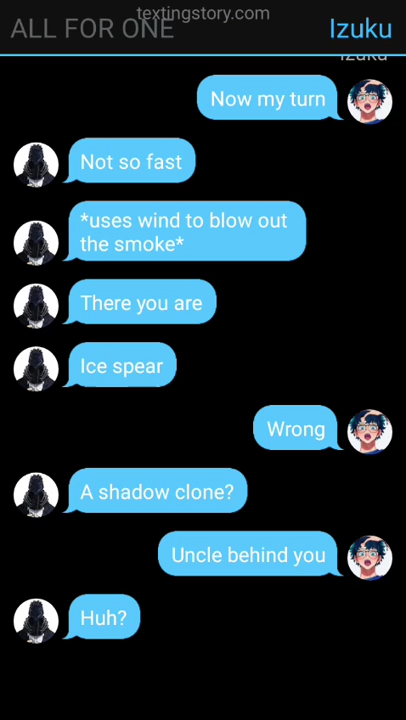 textingstory.com
ALL FOR ONE
Izuku
Izuku
Now my turn
Not so fast
*uses wind to blow out
the smoke*
There you are
Ice spear
Wrong
A shadow clone?
Uncle behind you
Huh?